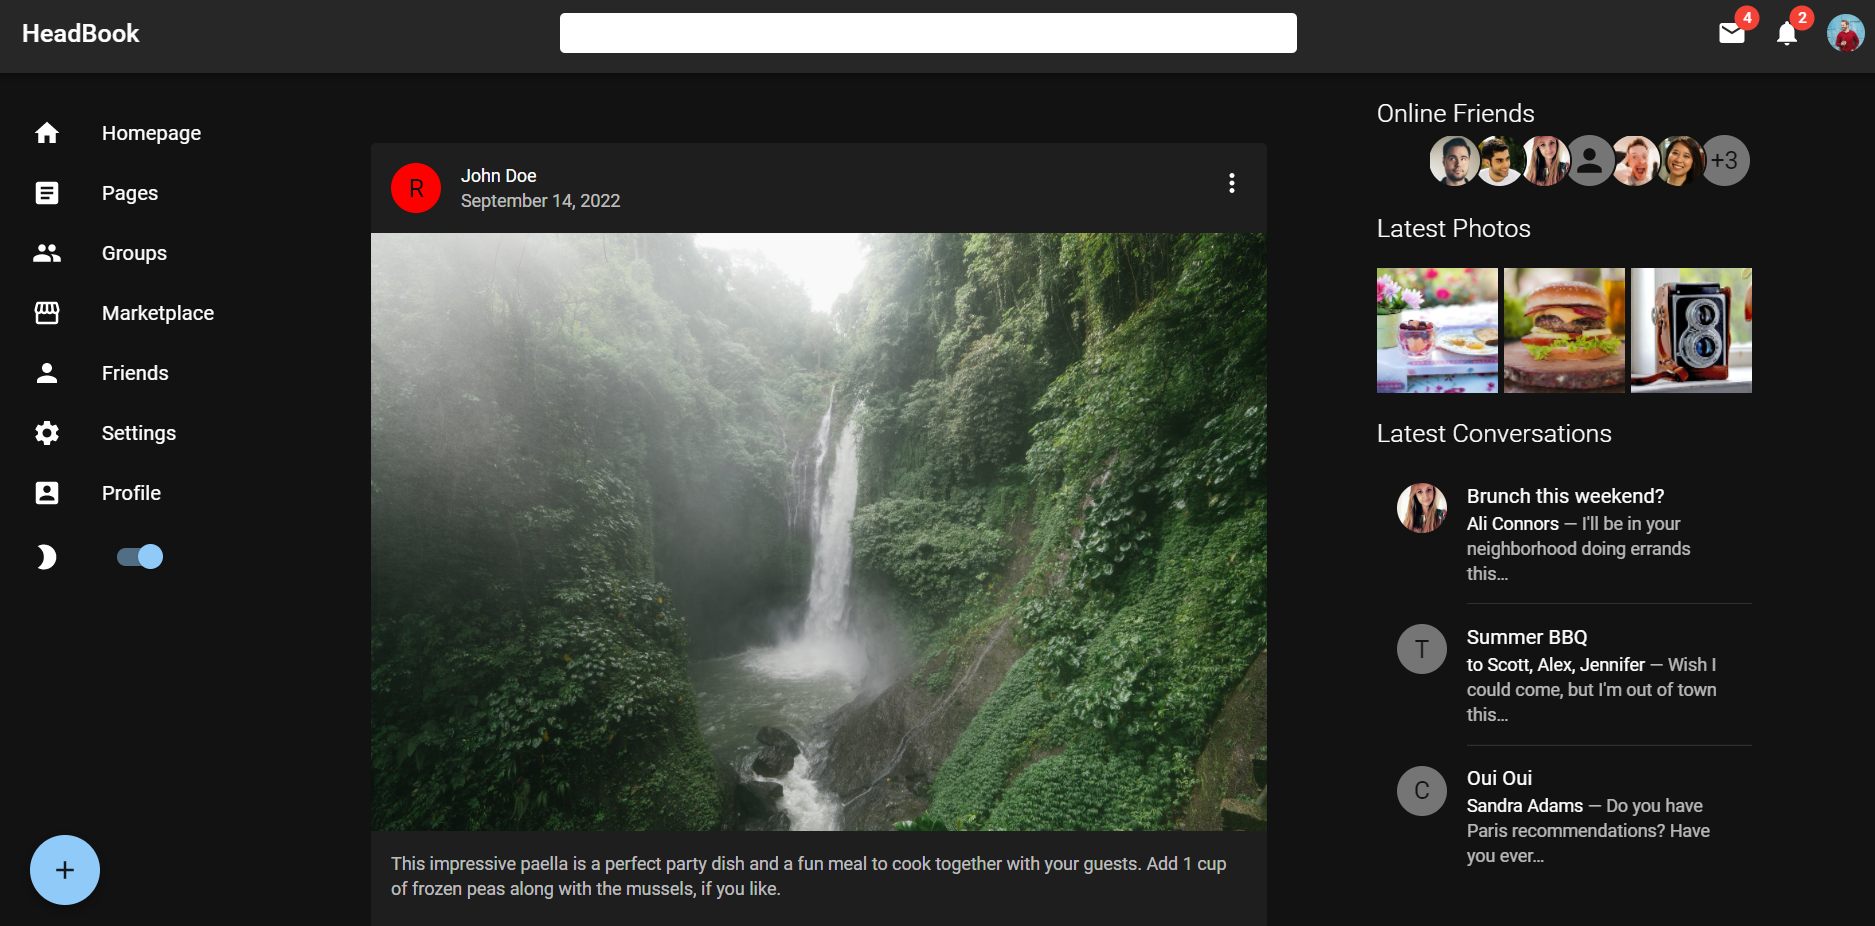 HeadBook
4
2
Homepage
Pages
Groups
Marketplace
Friends
Settings
Profile
+
R
John Doe
September 14, 2022
This impressive paella is a perfect party dish and a fun meal to cook together with your guests. Add 1 cup
of frozen peas along with the mussels, if you like.
Online Friends
+3
Latest Photos
Latest Conversations
Brunch this weekend?
Ali Connors — I'll be in your
neighborhood doing errands
this…
T
Summer BBQ
to Scott, Alex, Jennifer — Wish I
could come, but I'm out of town
this…
C
Oui Oui
Sandra Adams — Do you have
Paris recommendations? Have
you ever…